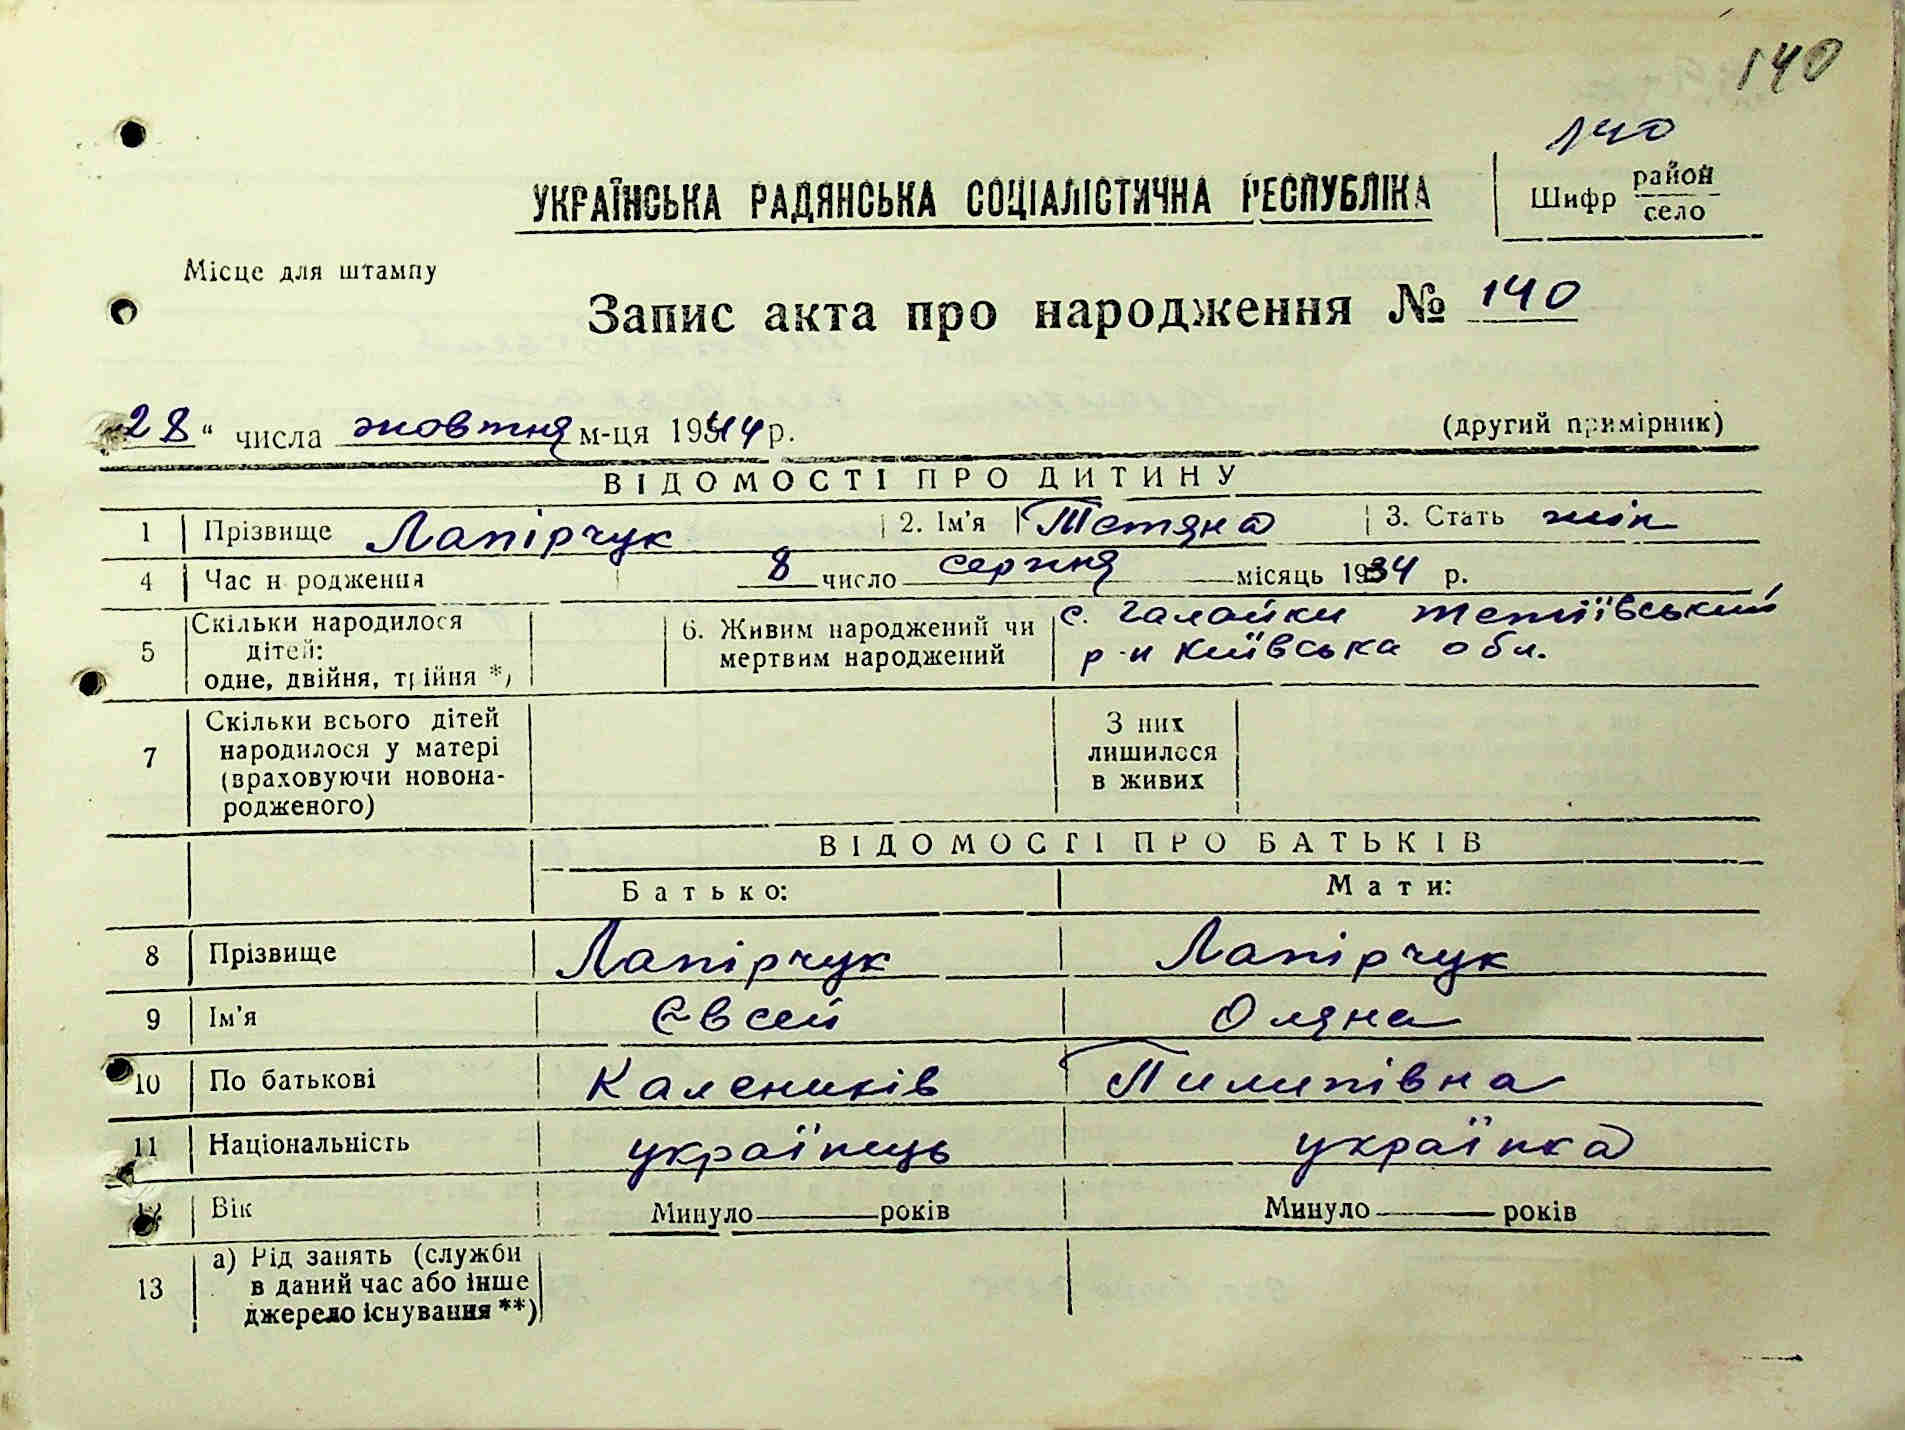 140
140
УКРАЇНСЬКА РАДЯНСЬКА СОЦІАЛІСТИЧНА РЕСПУБЛІКА
Шифр район
село
Місце для штампу
Запис акта про народження № 140
28 " числа жовтня м-ця 1944 р.
(другий примірник)
ВІДОМОСТІ ПРО ДИТИНУ
1 Прізвище Лапірчук 2. Ім'я Тетяна 3. Стать жін
4 Час народження 8 число серпня місяць 1934 р.
5 Скільки народилося дітей: одне, двійня, трійня *)
6. Живим народжений чи мертвим народжений
с. Галайки Тетіївський
р-н Київська обл.
7 Скільки всього дітей народилося у матері (враховуючи новонародженого)
З них лишилося в живих
ВІДОМОСТІ ПРО БАТЬКІВ
Батько: Мати:
8 Прізвище Лапірчук Лапірчук
9 Ім'я Євсей Оляна
10 По батькові Калеників Пилипівна
11 Національність українець українка
12 Вік Минуло років Минуло років
13 а) Рід занять (служби
в даний час або інше
джерело існування **)